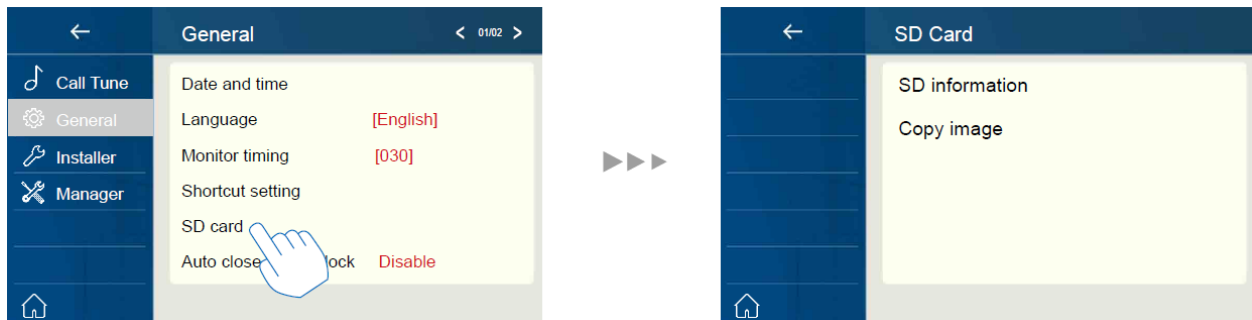 General < 01/02 >
Call Tune
General
Installer
Manager
Date and time
Language [English]
Monitor timing [030]
Shortcut setting
SD card
Auto close lock Disable
SD Card
SD information
Copy image